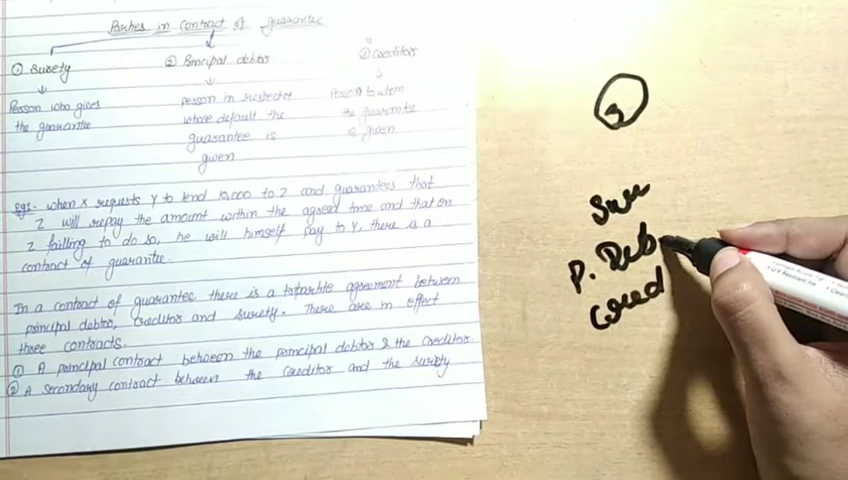 Parties in contract of guarantee
① Surety
② Principal debtor
③ Creditor
Person who gives
the guarantee
person in respect of
whose default the
guarantee is
given
Person to whom
the guarantee
is given
Eg:- when X requests Y to lend 10,000 to Z and guarantees that
Z will repay the amount within the agreed time and that on
Z failling to do so, he will himself pay to Y, there is a
contract of guarantee.
In a contract of guarantee there is a tripartite agreement between
principal debtor, creditor and surety. There are in effect
three contracts.
① A principal contract between the principal debtor & the creditor.
② A secondary contract between the creditor and the surety
3
Sure
P. Deb
Cred